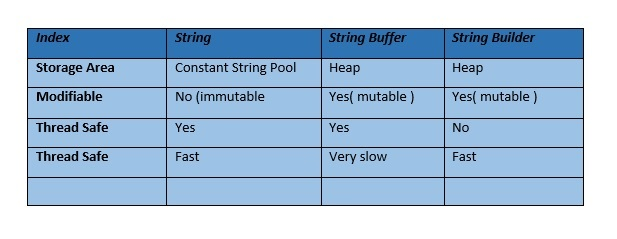 Index String String Buffer String Builder
Storage Area Constant String Pool Heap Heap
Modifiable No (immutable Yes( mutable ) Yes( mutable )
Thread Safe Yes Yes No
Thread Safe Fast Very slow Fast